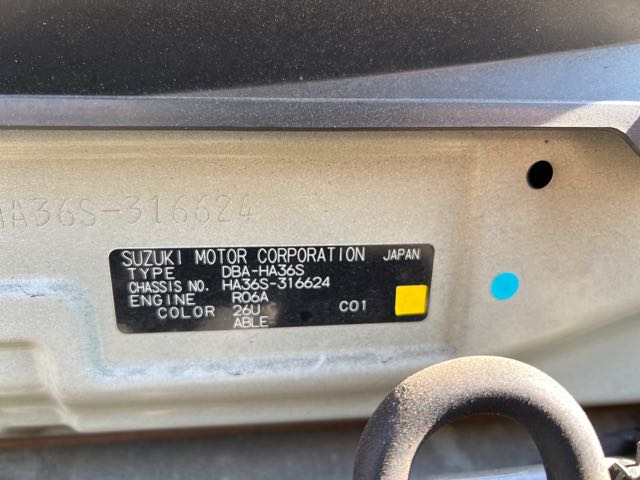 HA36S-316624
SUZUKI MOTOR CORPORATION JAPAN
TYPE DBA-HA36S
CHASSIS NO. HA36S-316624
ENGINE R06A
COLOR 26U C01
ABLE